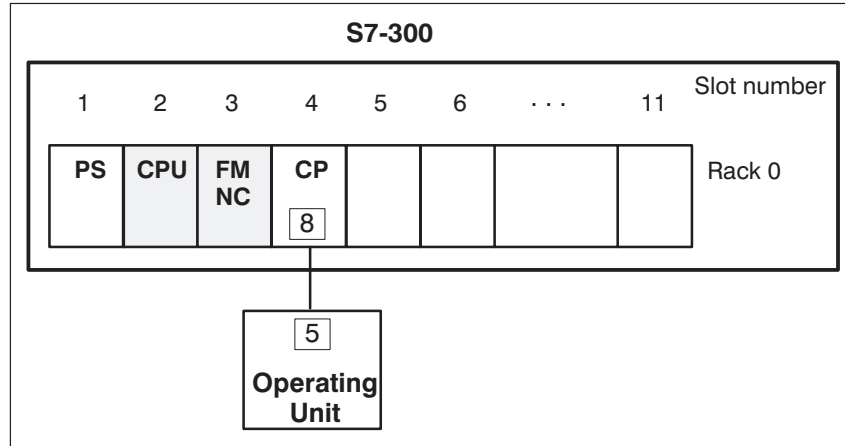 S7-300
1 2 3 4 5 6 . . . 11 Slot number
PS CPU FM NC CP Rack 0
8
5
Operating
Unit